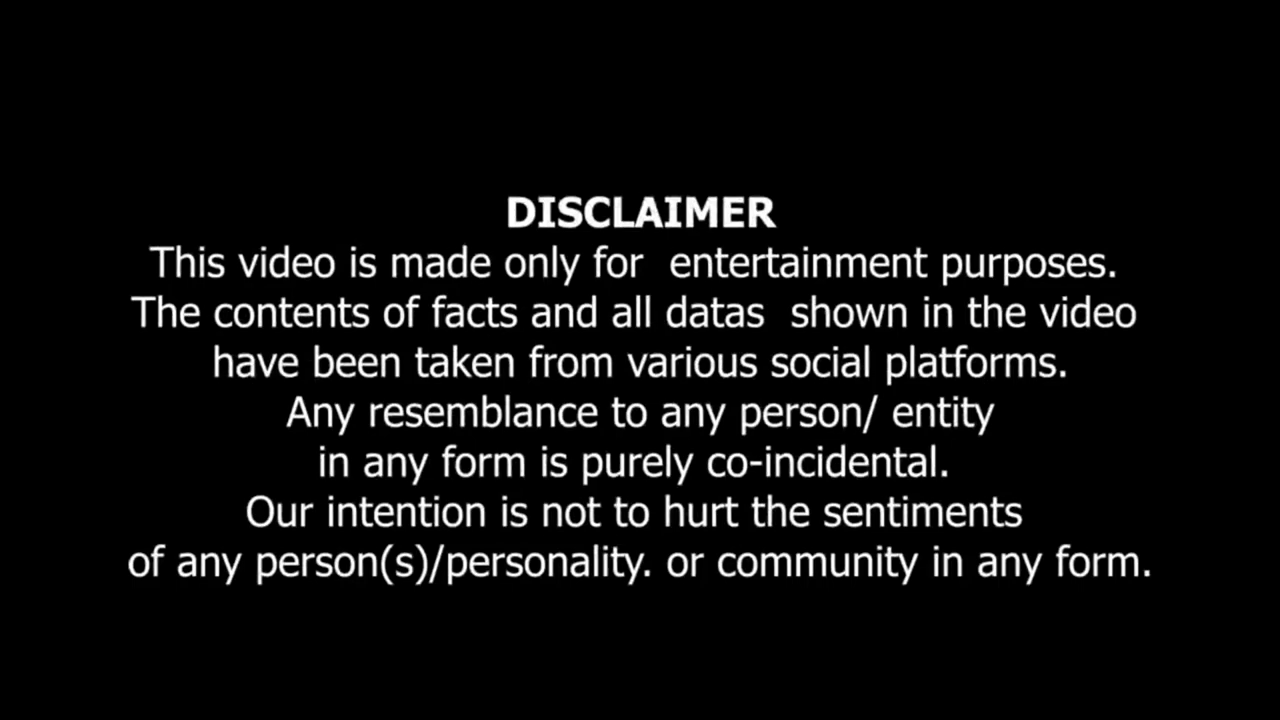 DISCLAIMER
This video is made only for  entertainment purposes.
The contents of facts and all datas  shown in the video
have been taken from various social platforms.
Any resemblance to any person/ entity
in any form is purely co-incidental.
Our intention is not to hurt the sentiments
of any person(s)/personality. or community in any form.